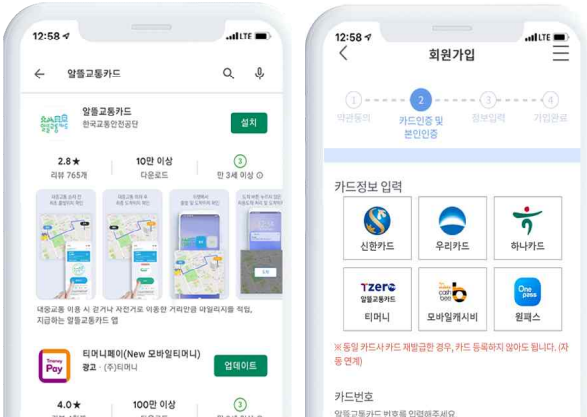 12:58
LTE
알뜰교통카드
알뜰교통카드
한국교통안전공단
설치
2.8★
리뷰 765개
10만 이상
다운로드
3
만 3세 이상
대중교통 이용 시 걷거나 자전거로 이동한 거리만큼 마일리지를 적립,
지급하는 알뜰교통카드 앱
Pay
티머니페이(New 모바일티머니)
광고 · (주)티머니
업데이트
4.0★
100만 이상
3
12:58
LTE
회원가입
1
2
3
4
약관동의
카드인증 및
본인인증
정보입력
가입완료
카드정보 입력
신한카드
우리카드
하나카드
Tzero
알뜰교통카드
티머니
cash
bee
모바일캐시비
One
pass
원패스
※ 동일 카드사 카드 재발급한 경우, 카드 등록하지 않아도 됩니다. (자
동 연계)
카드번호
알뜰교통카드 번호를 입력해주세요